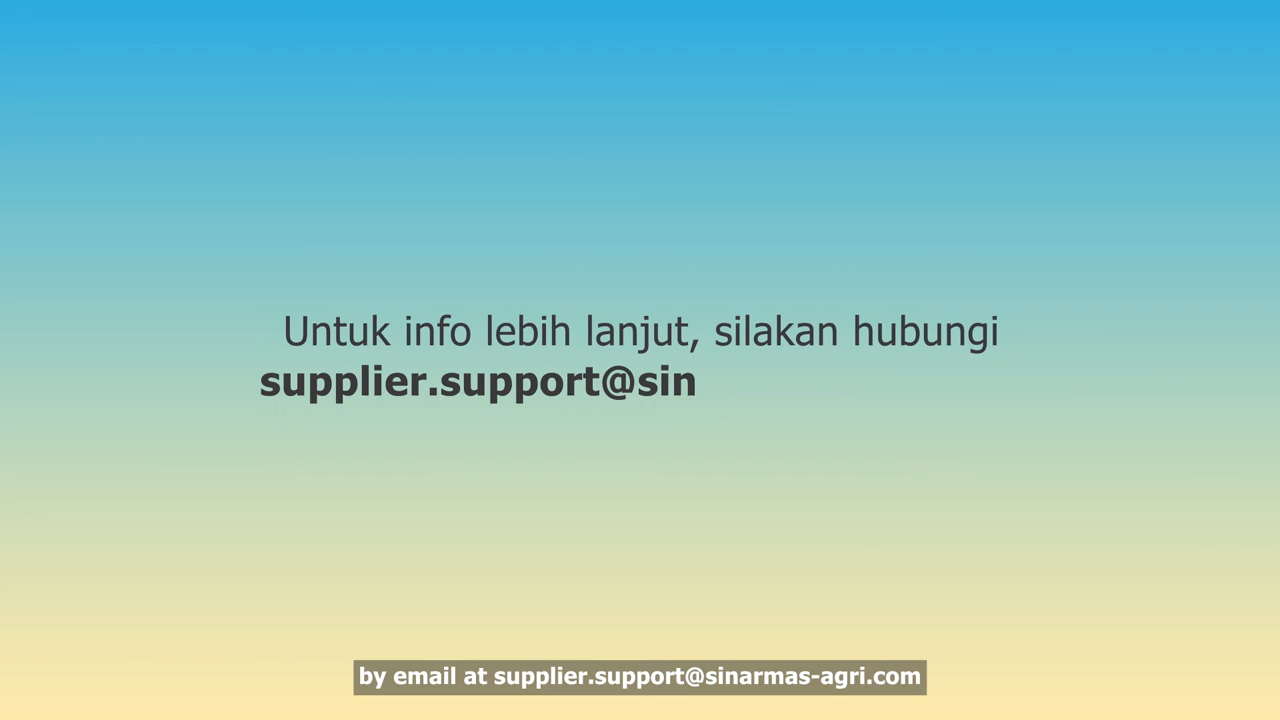 Untuk info lebih lanjut, silakan hubungi
supplier.support@sin
by email at supplier.support@sinarmas-agri.com